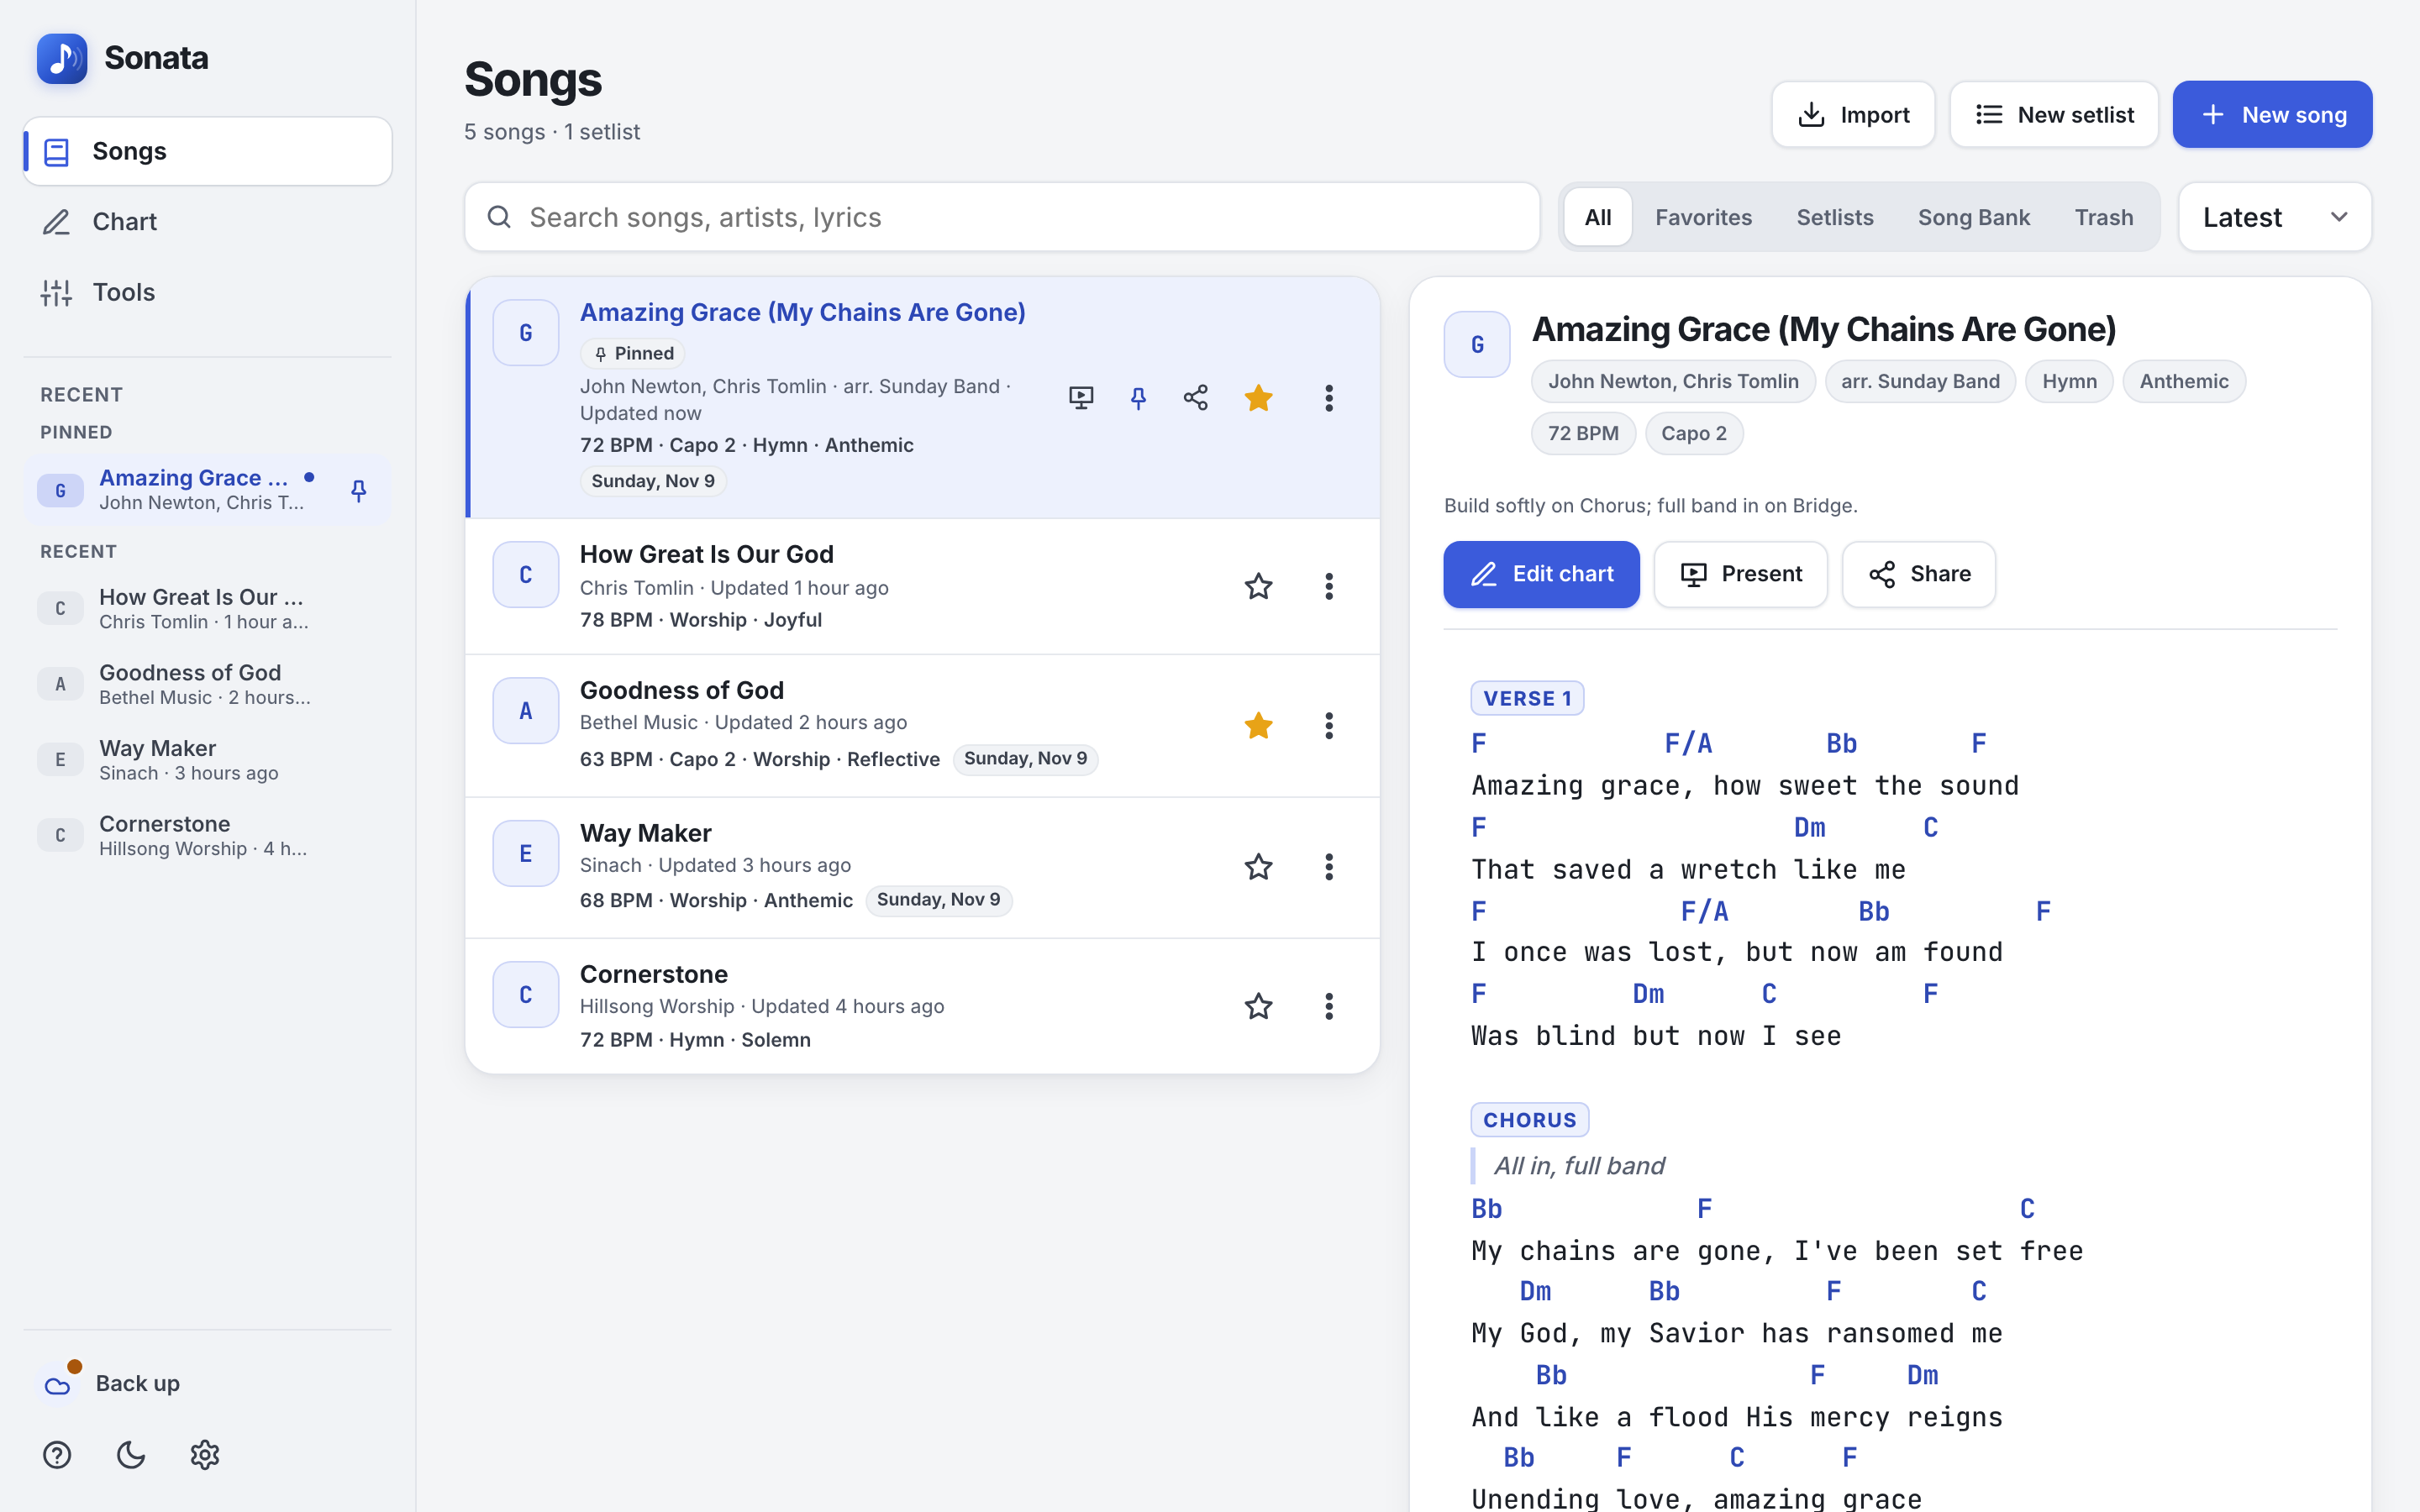 Sonata
Songs
Chart
Tools
RECENT
PINNED
G
Amazing Grace ...
John Newton, Chris T...
RECENT
C
How Great Is Our ...
Chris Tomlin · 1 hour a...
A
Goodness of God
Bethel Music · 2 hours...
E
Way Maker
Sinach · 3 hours ago
C
Cornerstone
Hillsong Worship · 4 h...
Back up
Songs
5 songs · 1 setlist
Import
New setlist
New song
Search songs, artists, lyrics
All Favorites Setlists Song Bank Trash
Latest
G
Amazing Grace (My Chains Are Gone)
Pinned
John Newton, Chris Tomlin · arr. Sunday Band ·
Updated now
72 BPM · Capo 2 · Hymn · Anthemic
Sunday, Nov 9
C
How Great Is Our God
Chris Tomlin · Updated 1 hour ago
78 BPM · Worship · Joyful
A
Goodness of God
Bethel Music · Updated 2 hours ago
63 BPM · Capo 2 · Worship · Reflective Sunday, Nov 9
E
Way Maker
Sinach · Updated 3 hours ago
68 BPM · Worship · Anthemic Sunday, Nov 9
C
Cornerstone
Hillsong Worship · Updated 4 hours ago
72 BPM · Hymn · Solemn
G
Amazing Grace (My Chains Are Gone)
John Newton, Chris Tomlin arr. Sunday Band Hymn Anthemic
72 BPM Capo 2
Build softly on Chorus; full band in on Bridge.
Edit chart Present Share
VERSE 1
F F/A Bb F
Amazing grace, how sweet the sound
F Dm C
That saved a wretch like me
F F/A Bb F
I once was lost, but now am found
F Dm C F
Was blind but now I see
CHORUS
All in, full band
Bb F C
My chains are gone, I've been set free
Dm Bb F C
My God, my Savior has ransomed me
Bb F Dm
And like a flood His mercy reigns
Bb F C F
Unending love, amazing grace